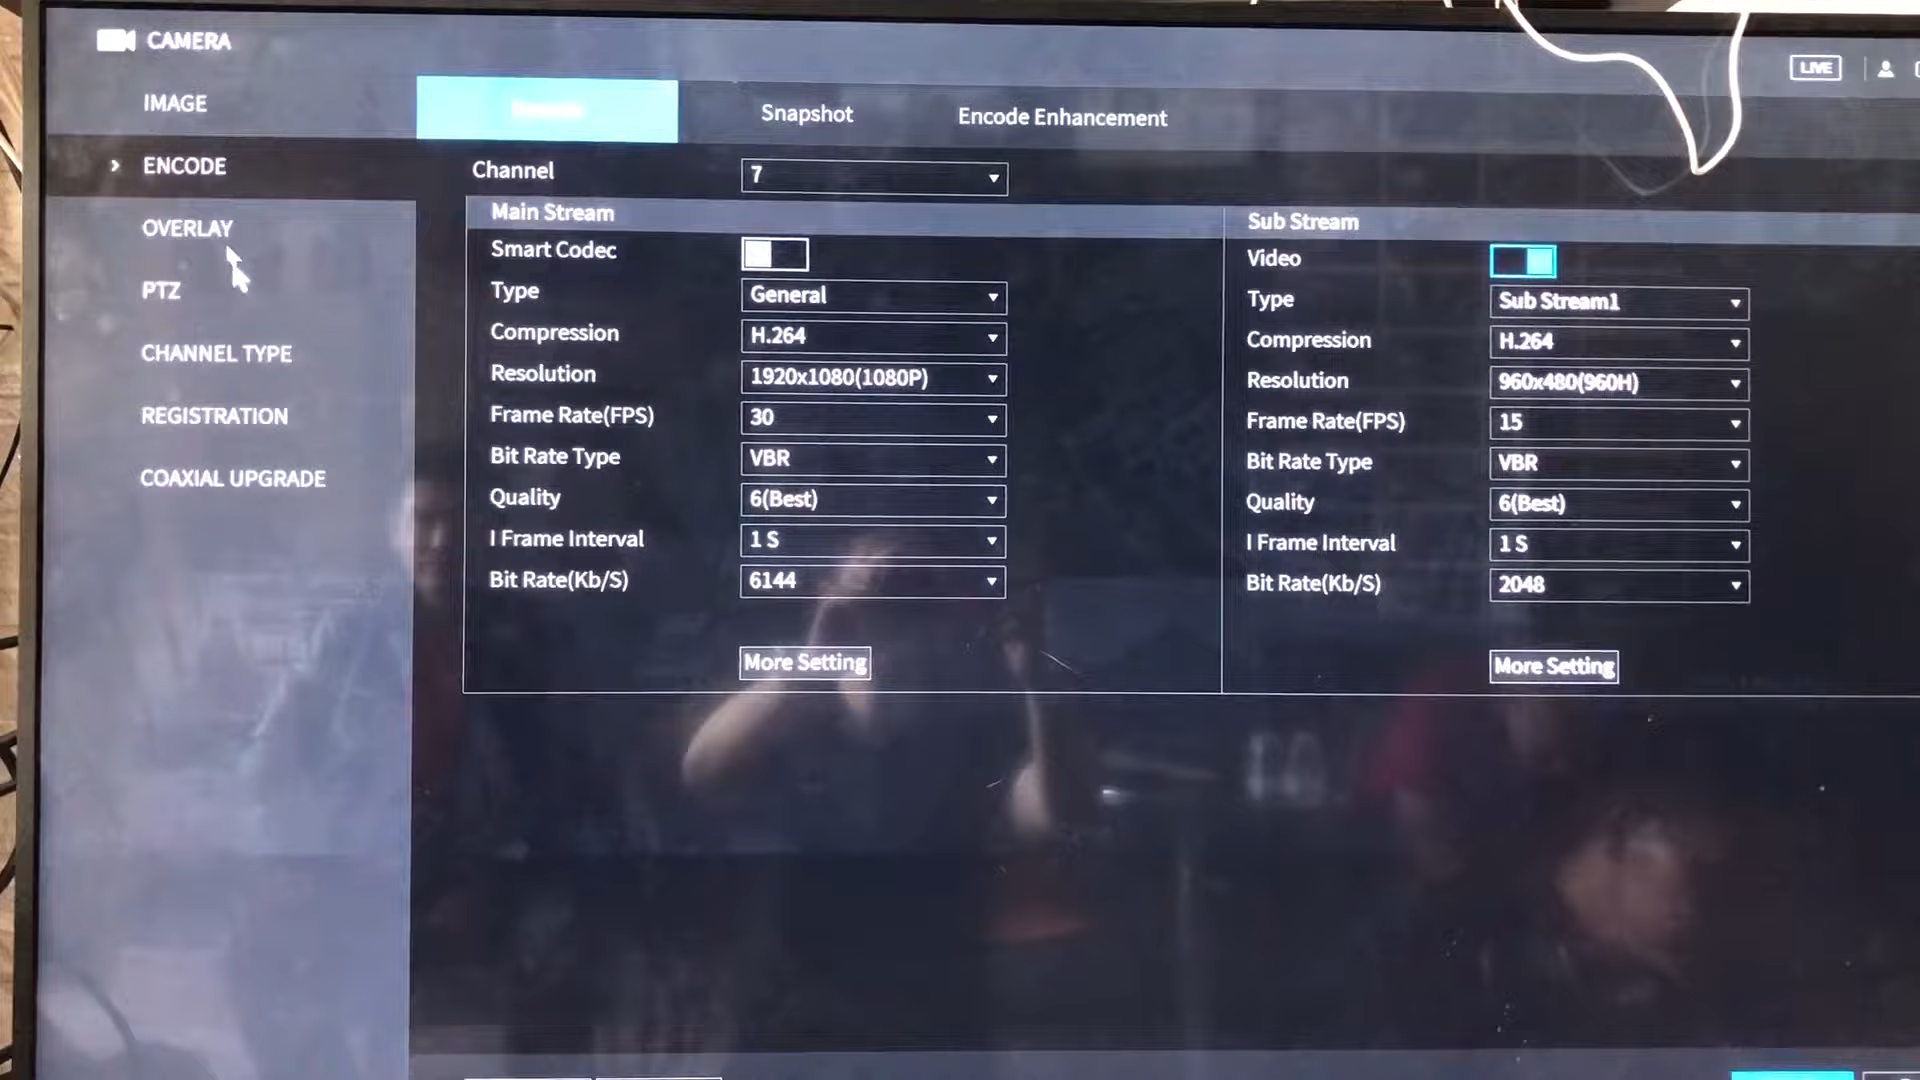 CAMERA
LIVE
IMAGE
Snapshot
Encode Enhancement
ENCODE
Channel
7
OVERLAY
Main Stream
Sub Stream
Smart Codec
Video
PTZ
Type
General
Type
Sub Stream1
Compression
H.264
Compression
H.264
CHANNEL TYPE
Resolution
1920x1080(1080P)
Resolution
960x480(960H)
REGISTRATION
Frame Rate(FPS)
30
Frame Rate(FPS)
15
Bit Rate Type
VBR
Bit Rate Type
VBR
COAXIAL UPGRADE
Quality
6(Best)
Quality
6(Best)
I Frame Interval
1 S
I Frame Interval
1 S
Bit Rate(Kb/S)
6144
Bit Rate(Kb/S)
2048
More Setting
More Setting